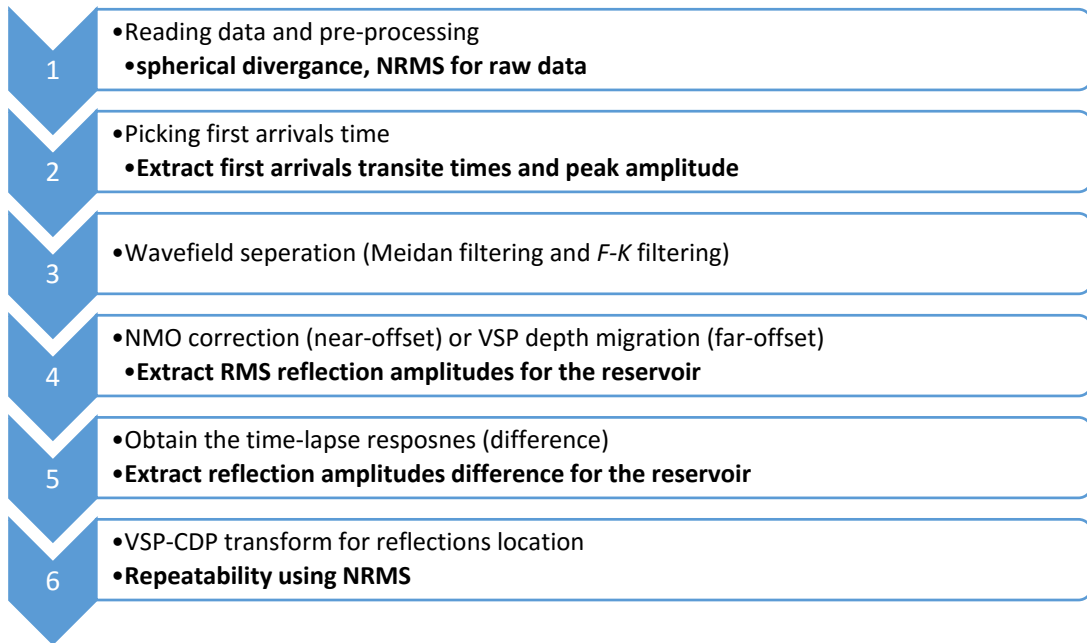 1
•Reading data and pre-processing
•spherical divergance, NRMS for raw data
2
•Picking first arrivals time
•Extract first arrivals transite times and peak amplitude
3
•Wavefield seperation (Meidan filtering and F-K filtering)
4
•NMO correction (near-offset) or VSP depth migration (far-offset)
•Extract RMS reflection amplitudes for the reservoir
5
•Obtain the time-lapse resposnes (difference)
•Extract reflection amplitudes difference for the reservoir
6
•VSP-CDP transform for reflections location
•Repeatability using NRMS